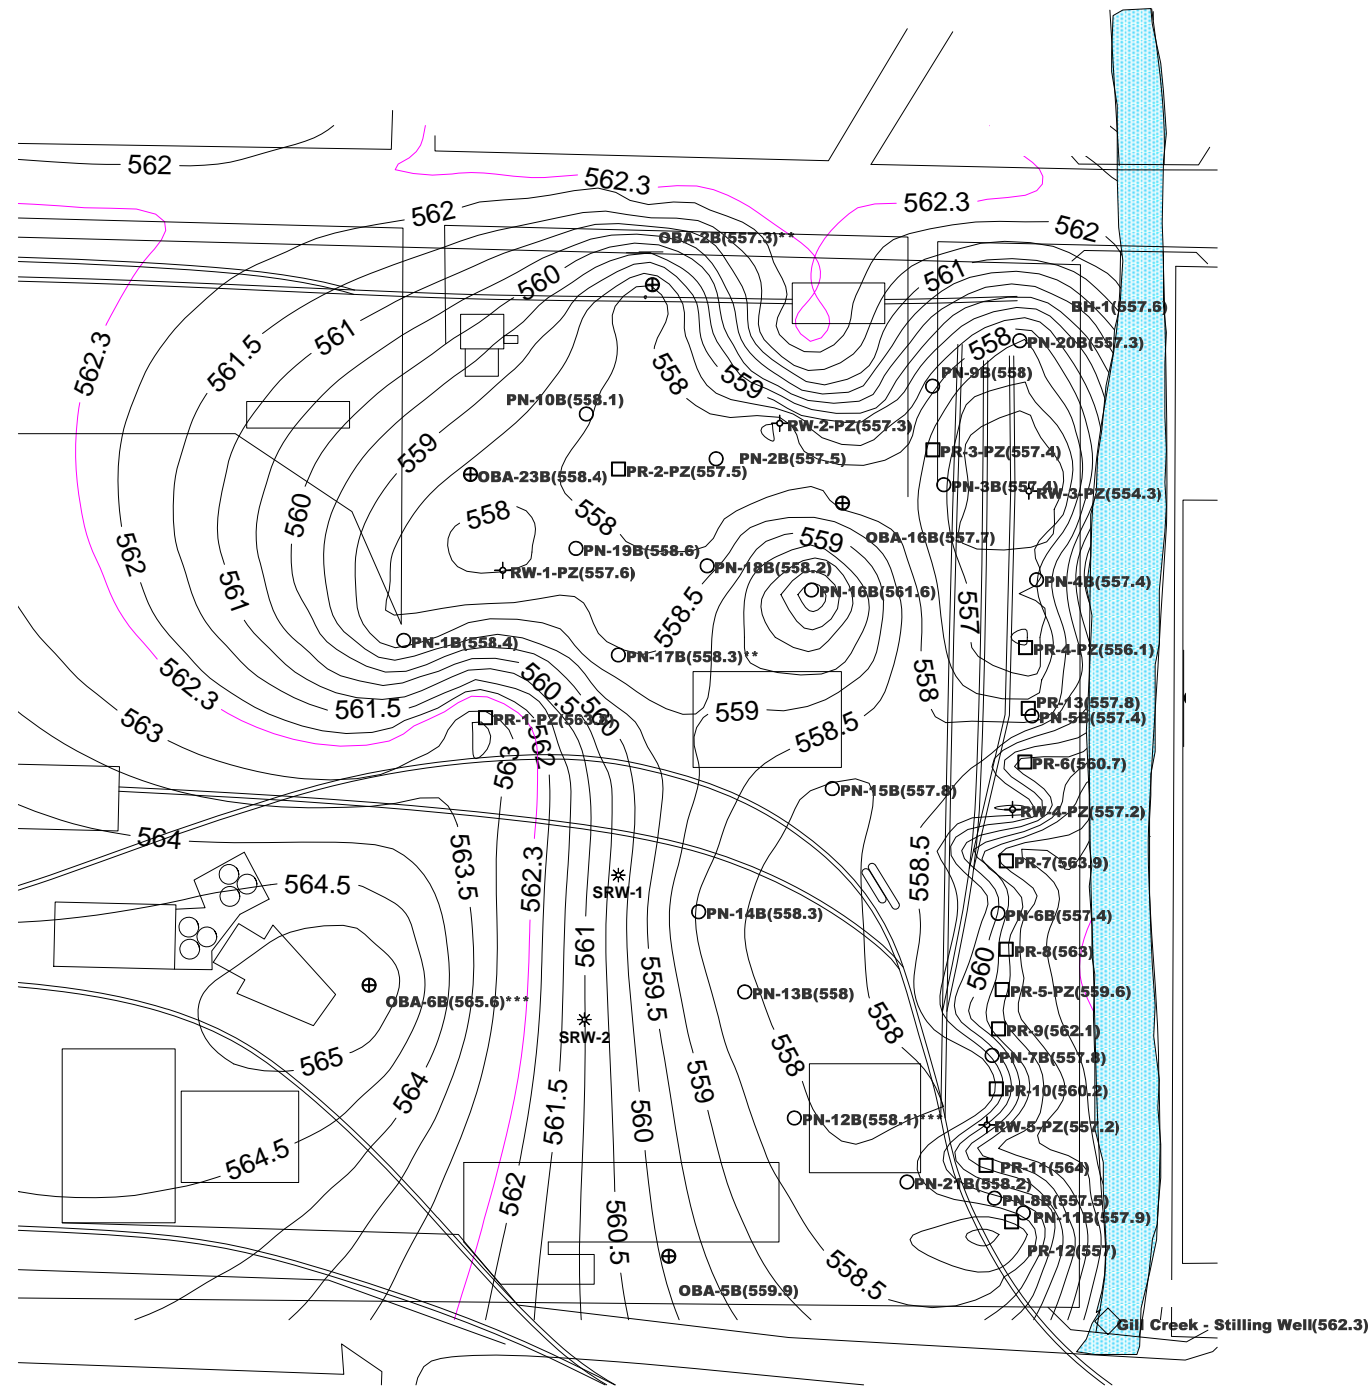 562
562.3
562.3
562
562
OBA-2B(557.3)**
561
560
BH-1(557.6)
561
558
PN-20B(557.3)
562.3
561.5
558
559
PN-9B(558)
PN-10B(558.1)
RW-2-PZ(557.3)
559
PN-2B(557.5)
PR-3-PZ(557.4)
PR-2-PZ(557.5)
OBA-23B(558.4)
PN-3B(557.4)
RW-3-PZ(554.3)
560
558
558
OBA-16B(557.7)
559
562
PN-19B(558.6)
PN-18B(558.2)
RW-1-PZ(557.6)
PN-4B(557.4)
PN-16B(561.6)
561
558.5
557
PN-1B(558.4)
PN-17B(558.3)**
PR-4-PZ(556.1)
562.3
558
560.5
561.5
559
PR-13(557.8)
560
PN-5B(557.4)
563
PR-1-PZ(563.3)
558.5
562
563
PR-6(560.7)
PN-15B(557.8)
RW-4-PZ(557.2)
564
563.5
558.5
PR-7(563.9)
564.5
562.3
SRW-1
PN-14B(558.3)
PN-6B(557.4)
561
PR-8(563)
560
559.5
PR-5-PZ(559.6)
PN-13B(558)
OBA-6B(565.6)***
558
PR-9(562.1)
SRW-2
558
PN-7B(557.8)
565
559
564
PR-10(560.2)
561.5
560
PN-12B(558.1)***
RW-5-PZ(557.2)
564.5
PR-11(564)
562
PN-21B(558.2)
PN-8B(557.5)
PN-11B(557.9)
560.5
PR-12(557)
558.5
OBA-5B(559.9)
Gill Creek - Stilling Well(562.3)